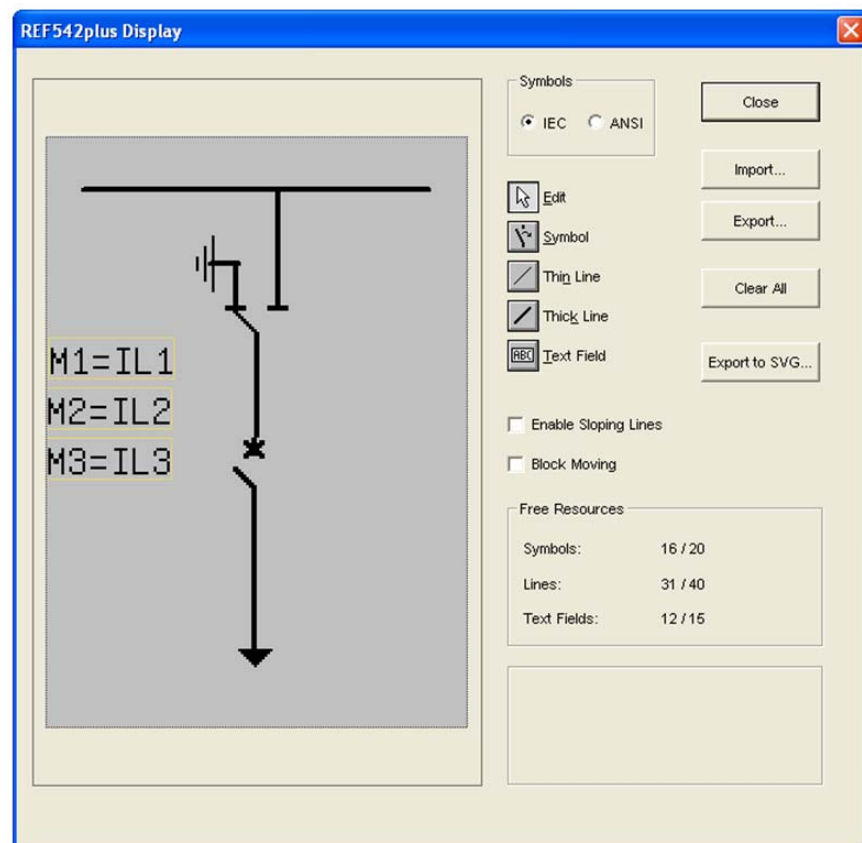 REF542plus Display
M1=IL1
M2=IL2
M3=IL3
Symbols
IEC ANSI
Edit
Symbol
Thin Line
Thick Line
ABC Text Field
Enable Sloping Lines
Block Moving
Free Resources
Symbols: 16 / 20
Lines: 31 / 40
Text Fields: 12 / 15
Close
Import...
Export...
Clear All
Export to SVG...